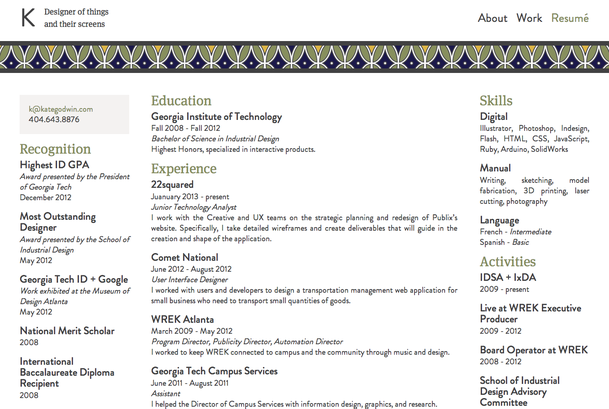 K
Designer of things
and their screens
About Work Resumé
k@kategodwin.com
404.643.8876
Recognition
Highest ID GPA
Award presented by the President
of Georgia Tech
December 2012
Most Outstanding
Designer
Award presented by the School of
Industrial Design
May 2012
Georgia Tech ID + Google
Work exhibited at the Museum of
Design Atlanta
May 2012
National Merit Scholar
2008
International
Baccalaureate Diploma
Recipient
2008
Education
Georgia Institute of Technology
Fall 2008 - Fall 2012
Bachelor of Science in Industrial Design
Highest Honors, specialized in interactive products.
Experience
22squared
Juanuary 2013 - present
Junior Technology Analyst
I work with the Creative and UX teams on the strategic planning and redesign of Publix's
website. Specifically, I take detailed wireframes and create deliverables that will guide in the
creation and shape of the application.
Comet National
June 2012 - August 2012
User Interface Designer
I worked with users and developers to design a transportation management web application for
small business who need to transport small quantities of goods.
WREK Atlanta
March 2009 - May 2012
Program Director, Publicity Director, Automation Director
I worked to keep WREK connected to campus and the community through music and design.
Georgia Tech Campus Services
June 2011 - August 2011
Assistant
I helped the Director of Campus Services with information design, graphics, and research.
Skills
Digital
Illustrator, Photoshop, Indesign,
Flash, HTML, CSS, JavaScript,
Ruby, Arduino, SolidWorks
Manual
Writing, sketching, model
fabrication, 3D printing, laser
cutting, photography
Language
French - Intermediate
Spanish - Basic
Activities
IDSA + IxDA
2009 - present
Live at WREK Executive
Producer
2009 - 2012
Board Operator at WREK
2008 - 2012
School of Industrial
Design Advisory
Committee